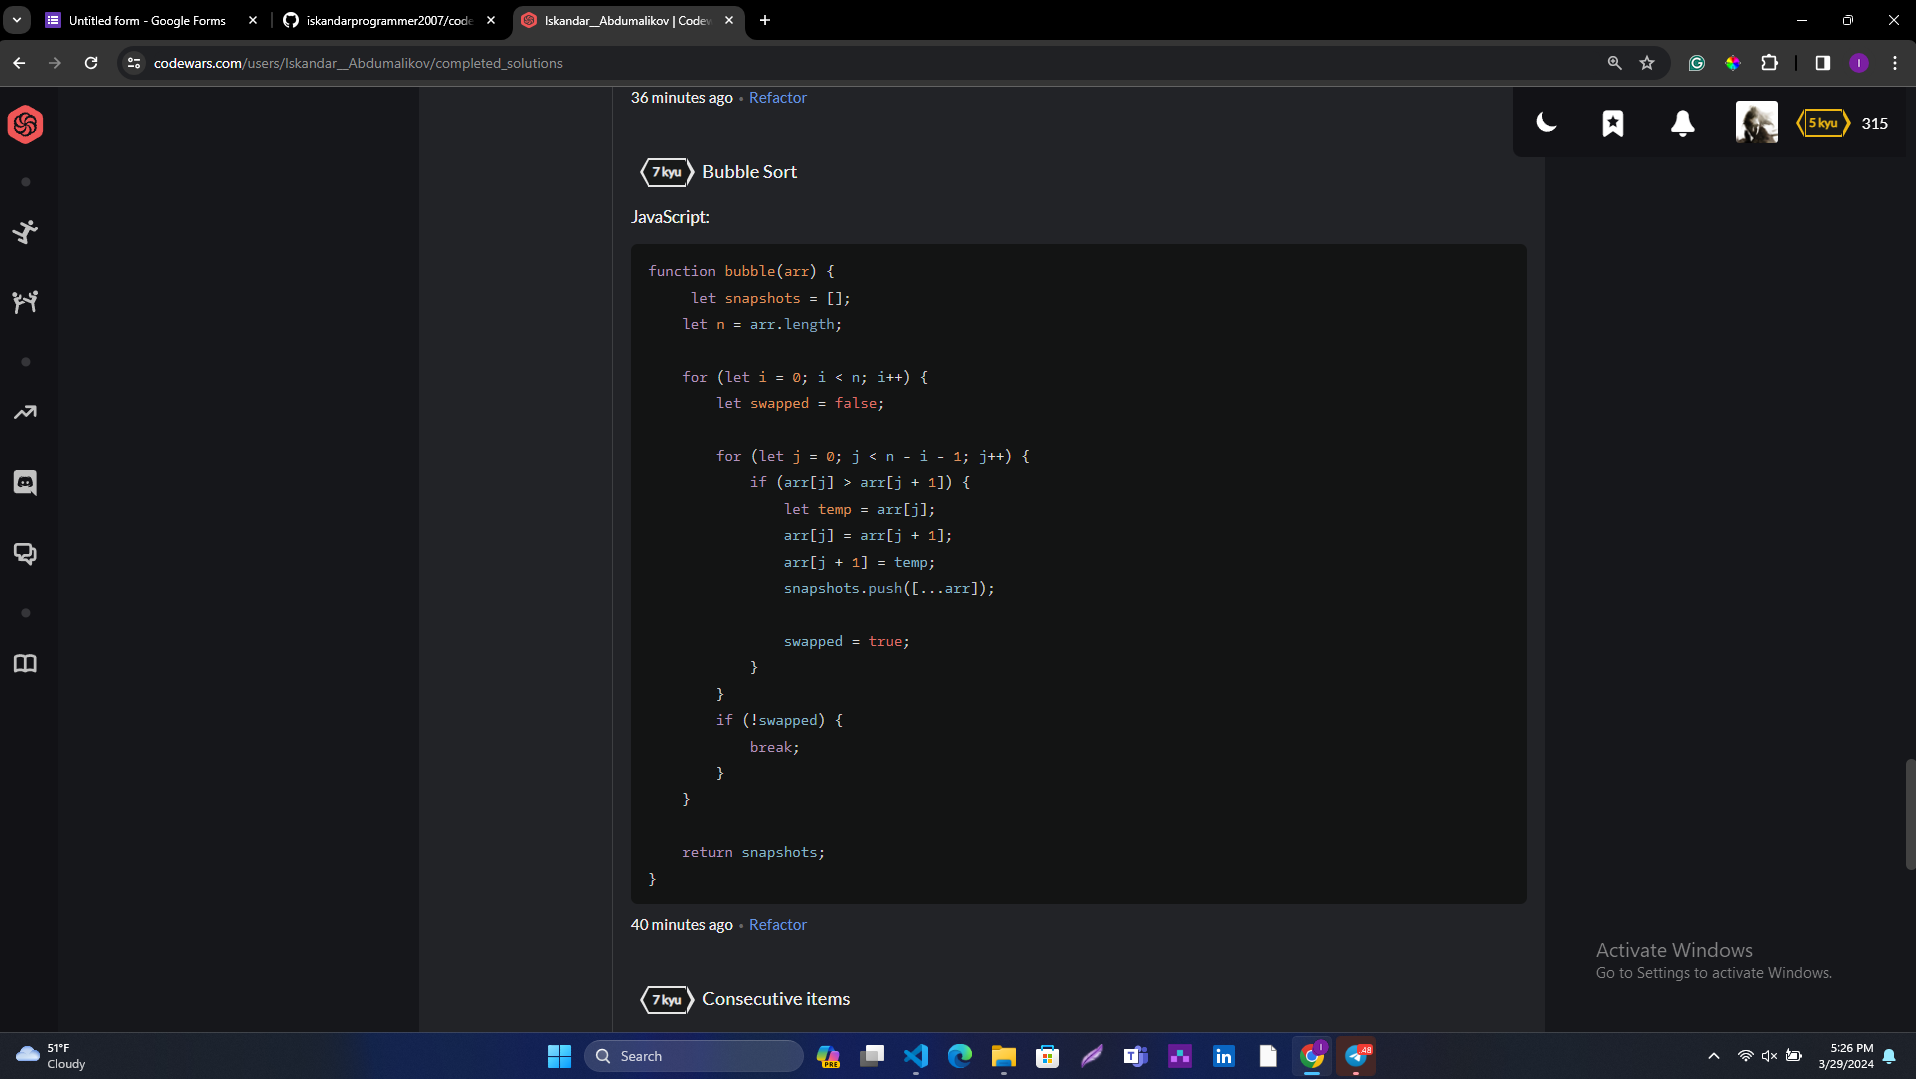 Untitled form - Google Forms
iskandarprogrammer2007/code
Iskandar__Abdumalikov | Codew
codewars.com/users/Iskandar__Abdumalikov/completed_solutions
I
36 minutes ago • Refactor
5 kyu 315
7 kyu Bubble Sort
JavaScript:
function bubble(arr) {
     let snapshots = [];
    let n = arr.length;
    for (let i = 0; i < n; i++) {
        let swapped = false;
        for (let j = 0; j < n - i - 1; j++) {
            if (arr[j] > arr[j + 1]) {
                let temp = arr[j];
                arr[j] = arr[j + 1];
                arr[j + 1] = temp;
                snapshots.push([...arr]);
                swapped = true;
            }
        }
        if (!swapped) {
            break;
        }
    }
    return snapshots;
}
40 minutes ago • Refactor
Activate Windows
Go to Settings to activate Windows.
7 kyu Consecutive items
51°F
Cloudy
Search
PRE
T
in
I
48
5:26 PM
3/29/2024